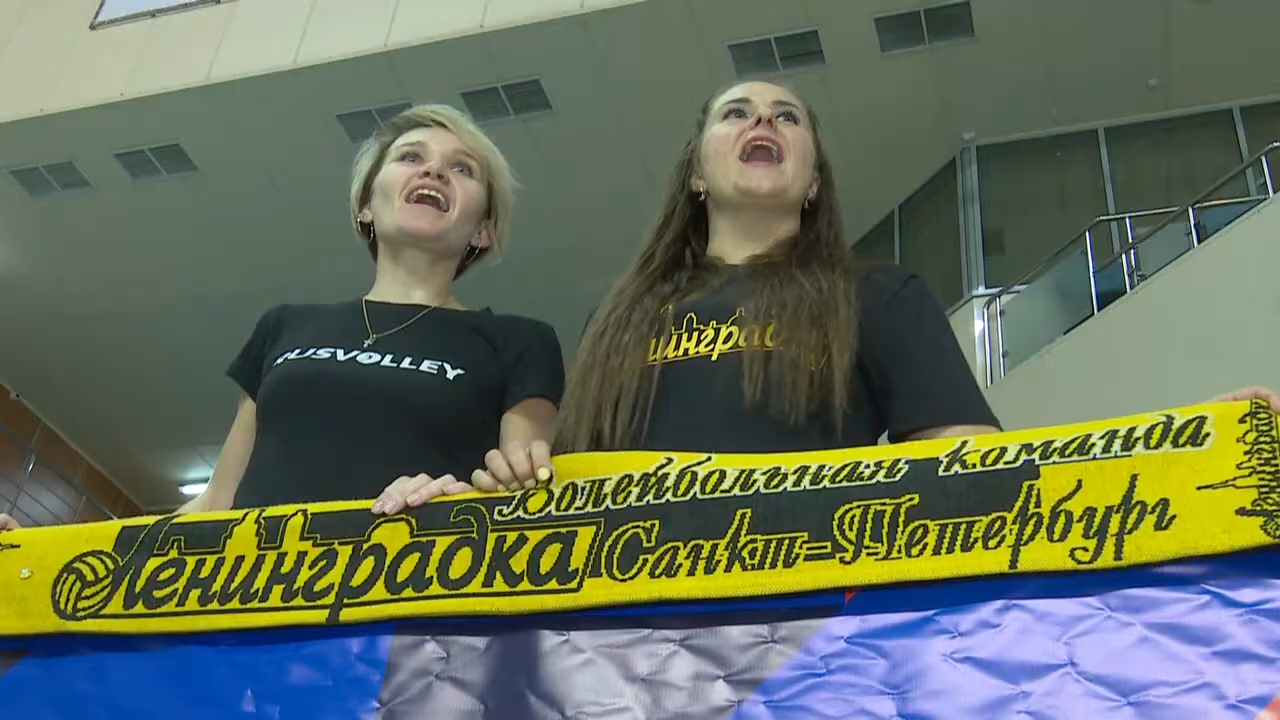 RUSVOLLEY
Волейбольная команда
Ленинградка Санкт-Петербург